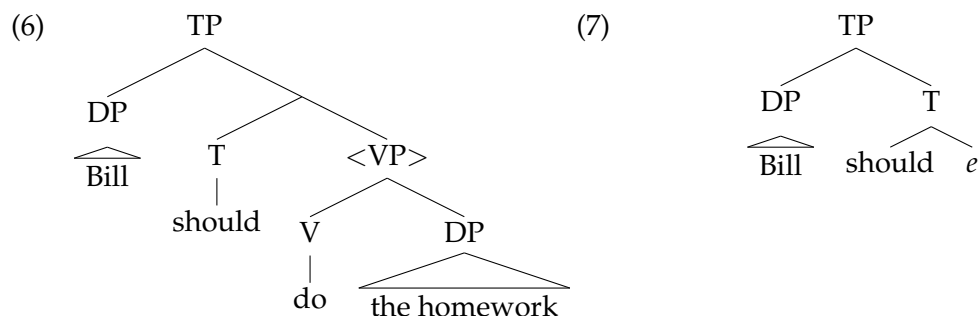 (6) TP (7) TP
DP DP T
Bill T <VP> Bill should e
should V DP
do the homework